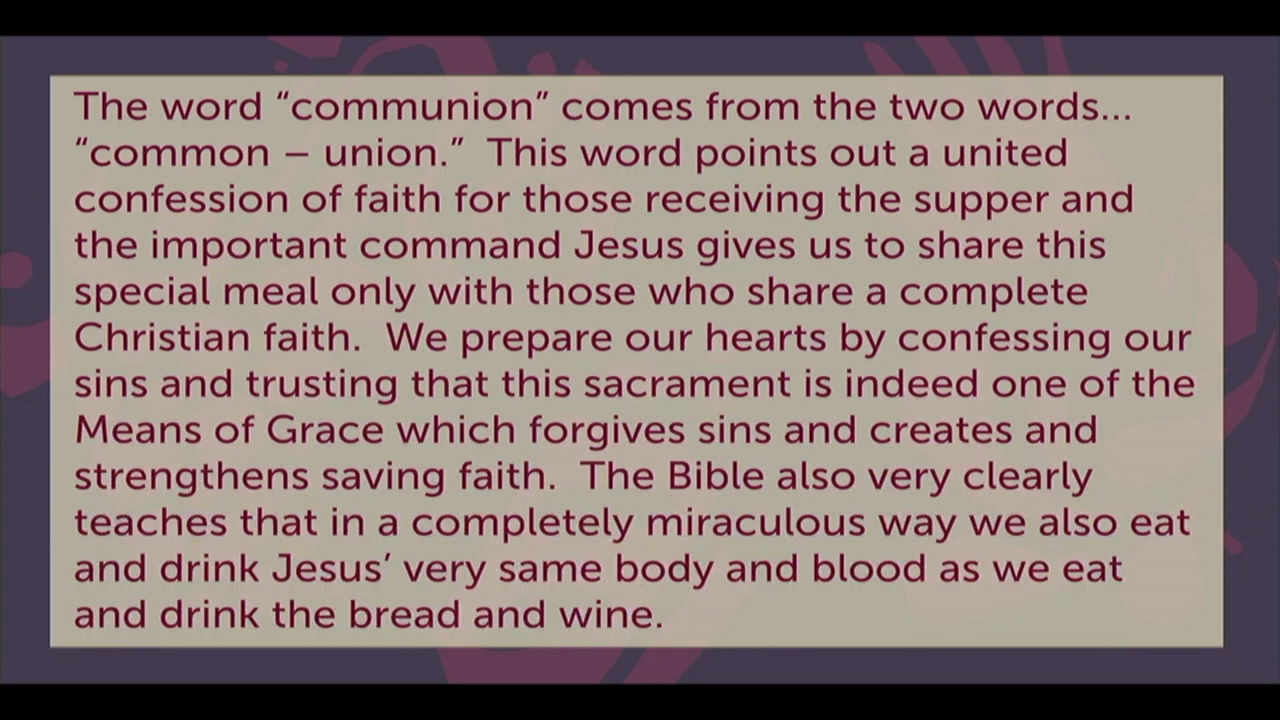 The word “communion” comes from the two words...
“common – union.”  This word points out a united
confession of faith for those receiving the supper and
the important command Jesus gives us to share this
special meal only with those who share a complete
Christian faith.  We prepare our hearts by confessing our
sins and trusting that this sacrament is indeed one of the
Means of Grace which forgives sins and creates and
strengthens saving faith.  The Bible also very clearly
teaches that in a completely miraculous way we also eat
and drink Jesus’ very same body and blood as we eat
and drink the bread and wine.